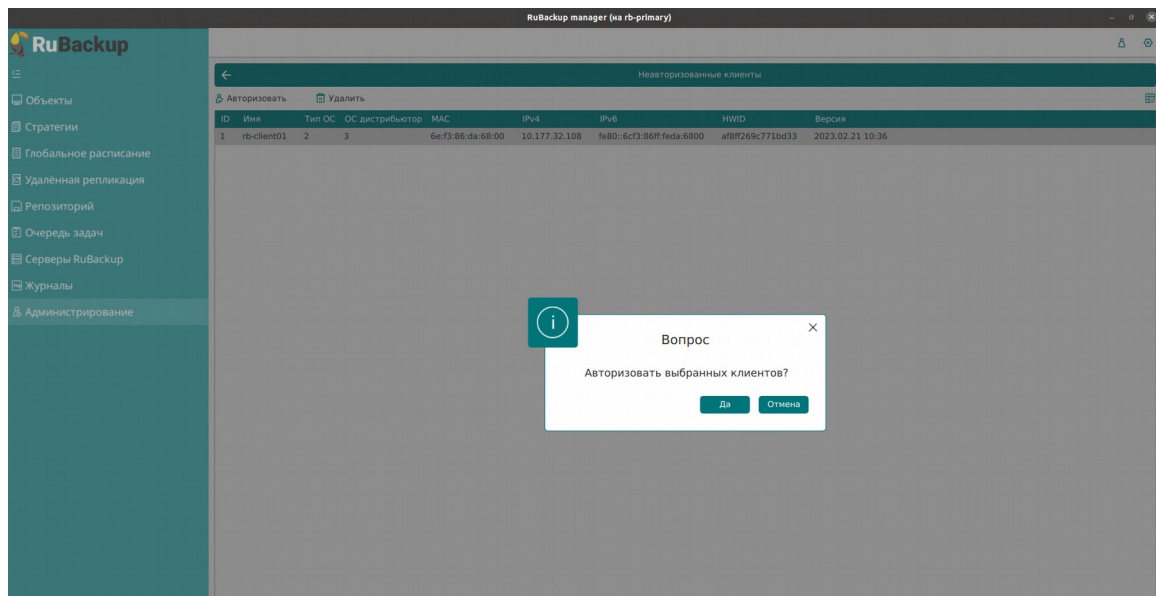 RuBackup manager (на rb-primary)
RuBackup
Неавторизованные клиенты
Объекты
Стратегии
Глобальное расписание
Удалённая репликация
Репозиторий
Очередь задач
Серверы RuBackup
Журналы
Администрирование
Авторизовать Удалить
ID Имя Тип ОС ОС дистрибьютор MAC IPv4 IPv6 HWID Версия
1 rb-client01 2 3 6e:f3:86:da:68:00 10.177.32.108 fe80::6cf3:86ff:feda:6800 af8ff269c771bd33 2023.02.21 10:36
Вопрос
Авторизовать выбранных клиентов?
Да Отмена